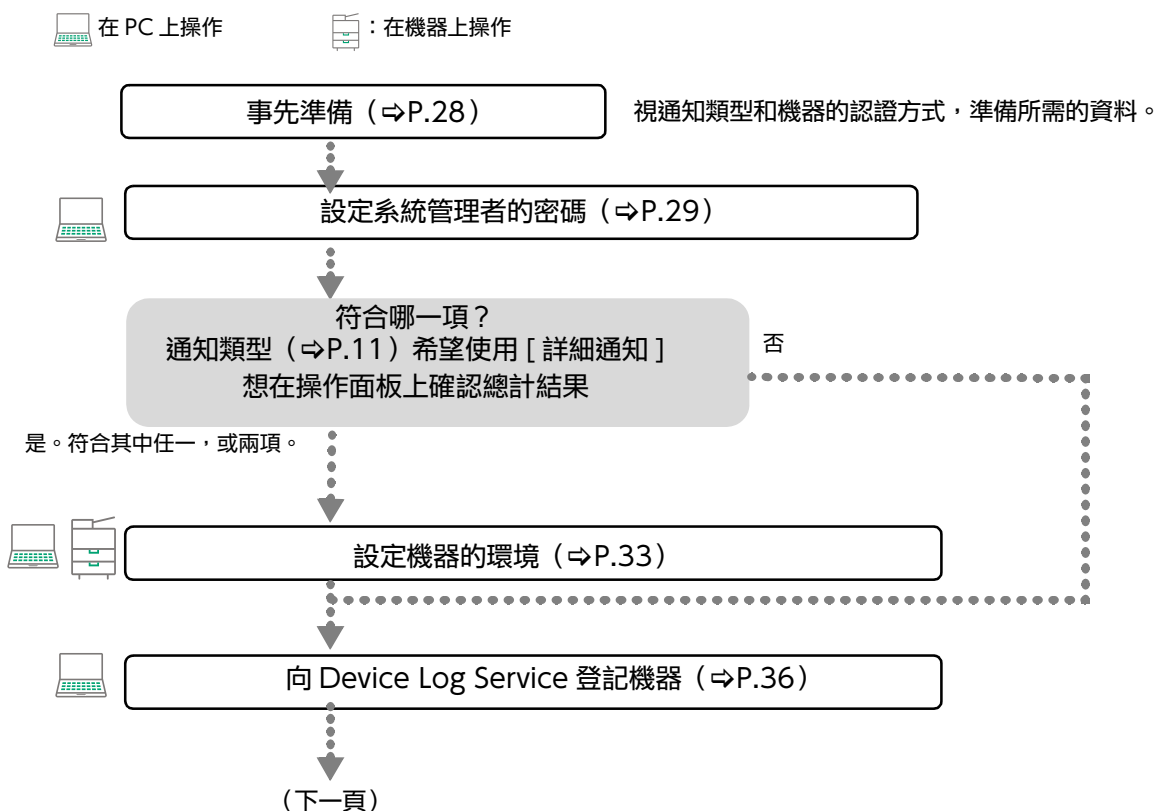 在 PC 上操作
：在機器上操作
事先準備（⇨P.28）
視通知類型和機器的認證方式，準備所需的資料。
設定系統管理者的密碼（⇨P.29）
符合哪一項？
通知類型（⇨P.11）希望使用 [ 詳細通知 ]
想在操作面板上確認總計結果
否
是。符合其中任一，或兩項。
設定機器的環境（⇨P.33）
向 Device Log Service 登記機器（⇨P.36）
（下一頁）